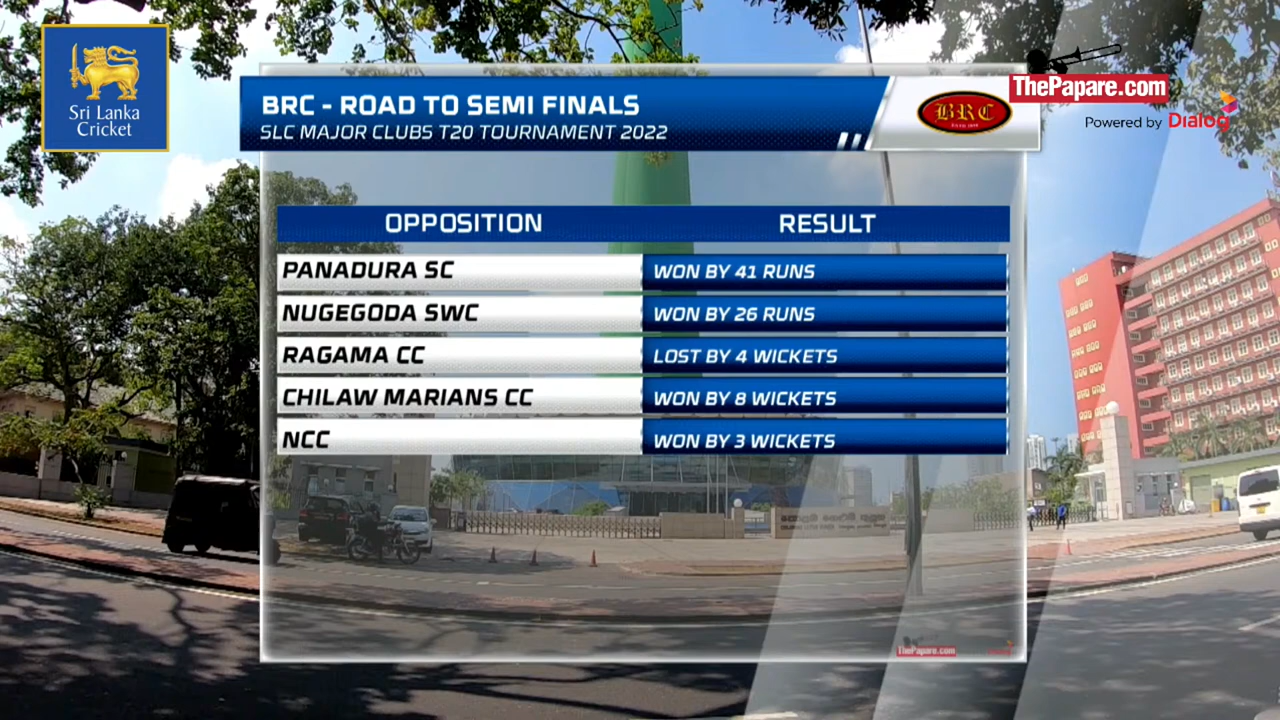 Sri Lanka
Cricket
BRC - ROAD TO SEMI FINALS
SLC MAJOR CLUBS T20 TOURNAMENT 2022
BRC
ThePapare.com
Powered by Dialog
OPPOSITION RESULT
PANADURA SC WON BY 41 RUNS
NUGEGODA SWC WON BY 26 RUNS
RAGAMA CC LOST BY 4 WICKETS
CHILAW MARIANS CC WON BY 8 WICKETS
NCC WON BY 3 WICKETS
ThePapare.com